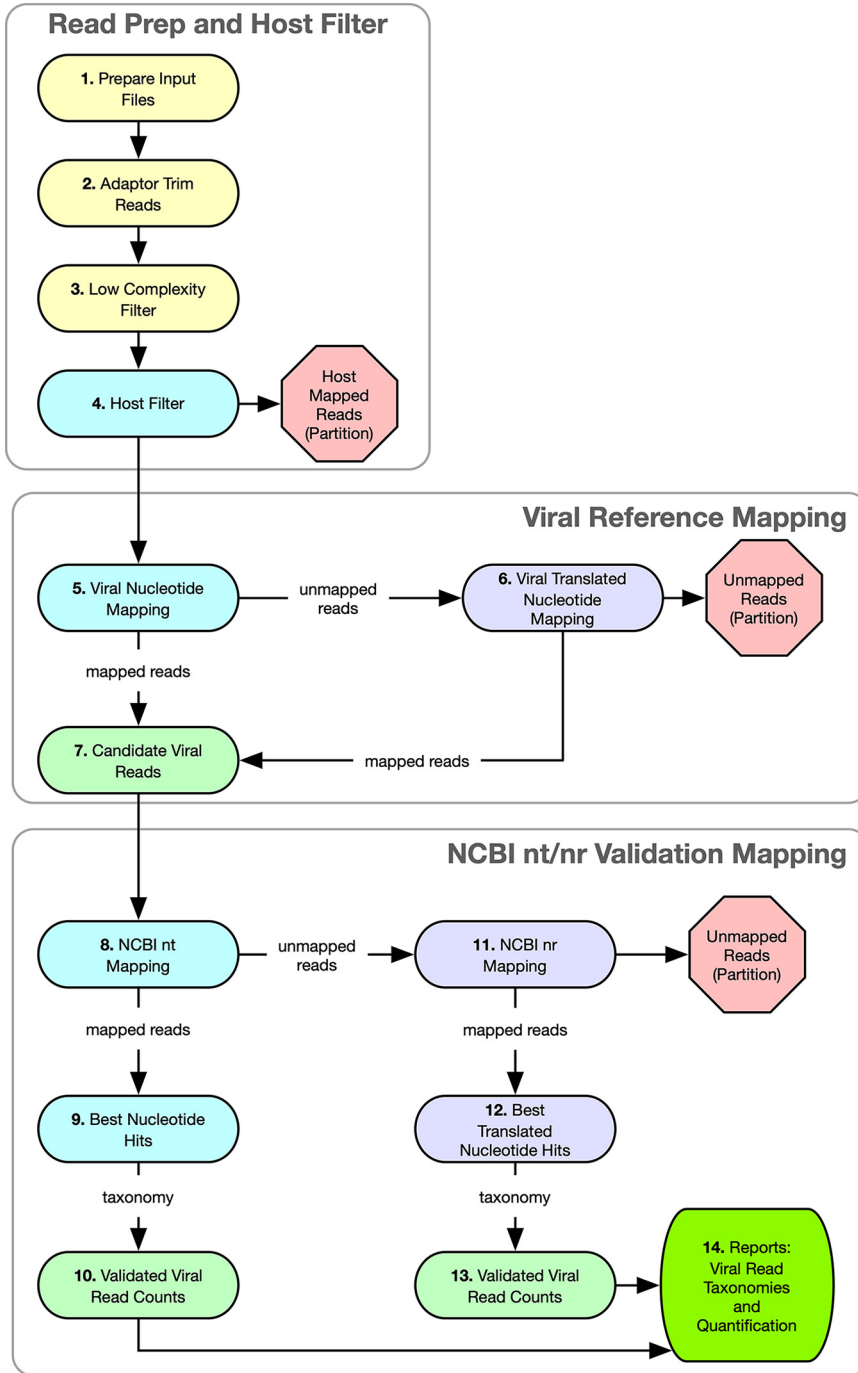 Read Prep and Host Filter
1. Prepare Input
Files
2. Adaptor Trim
Reads
3. Low Complexity
Filter
4. Host Filter
Host
Mapped
Reads
(Partition)
Viral Reference Mapping
5. Viral Nucleotide
Mapping
unmapped
reads
6. Viral Translated
Nucleotide
Mapping
Unmapped
Reads
(Partition)
mapped reads
7. Candidate Viral
Reads
mapped reads
NCBI nt/nr Validation Mapping
8. NCBI nt
Mapping
unmapped
reads
11. NCBI nr
Mapping
Unmapped
Reads
(Partition)
mapped reads
mapped reads
9. Best Nucleotide
Hits
12. Best
Translated
Nucleotide Hits
taxonomy
taxonomy
10. Validated Viral
Read Counts
13. Validated Viral
Read Counts
14. Reports:
Viral Read
Taxonomies
and
Quantification